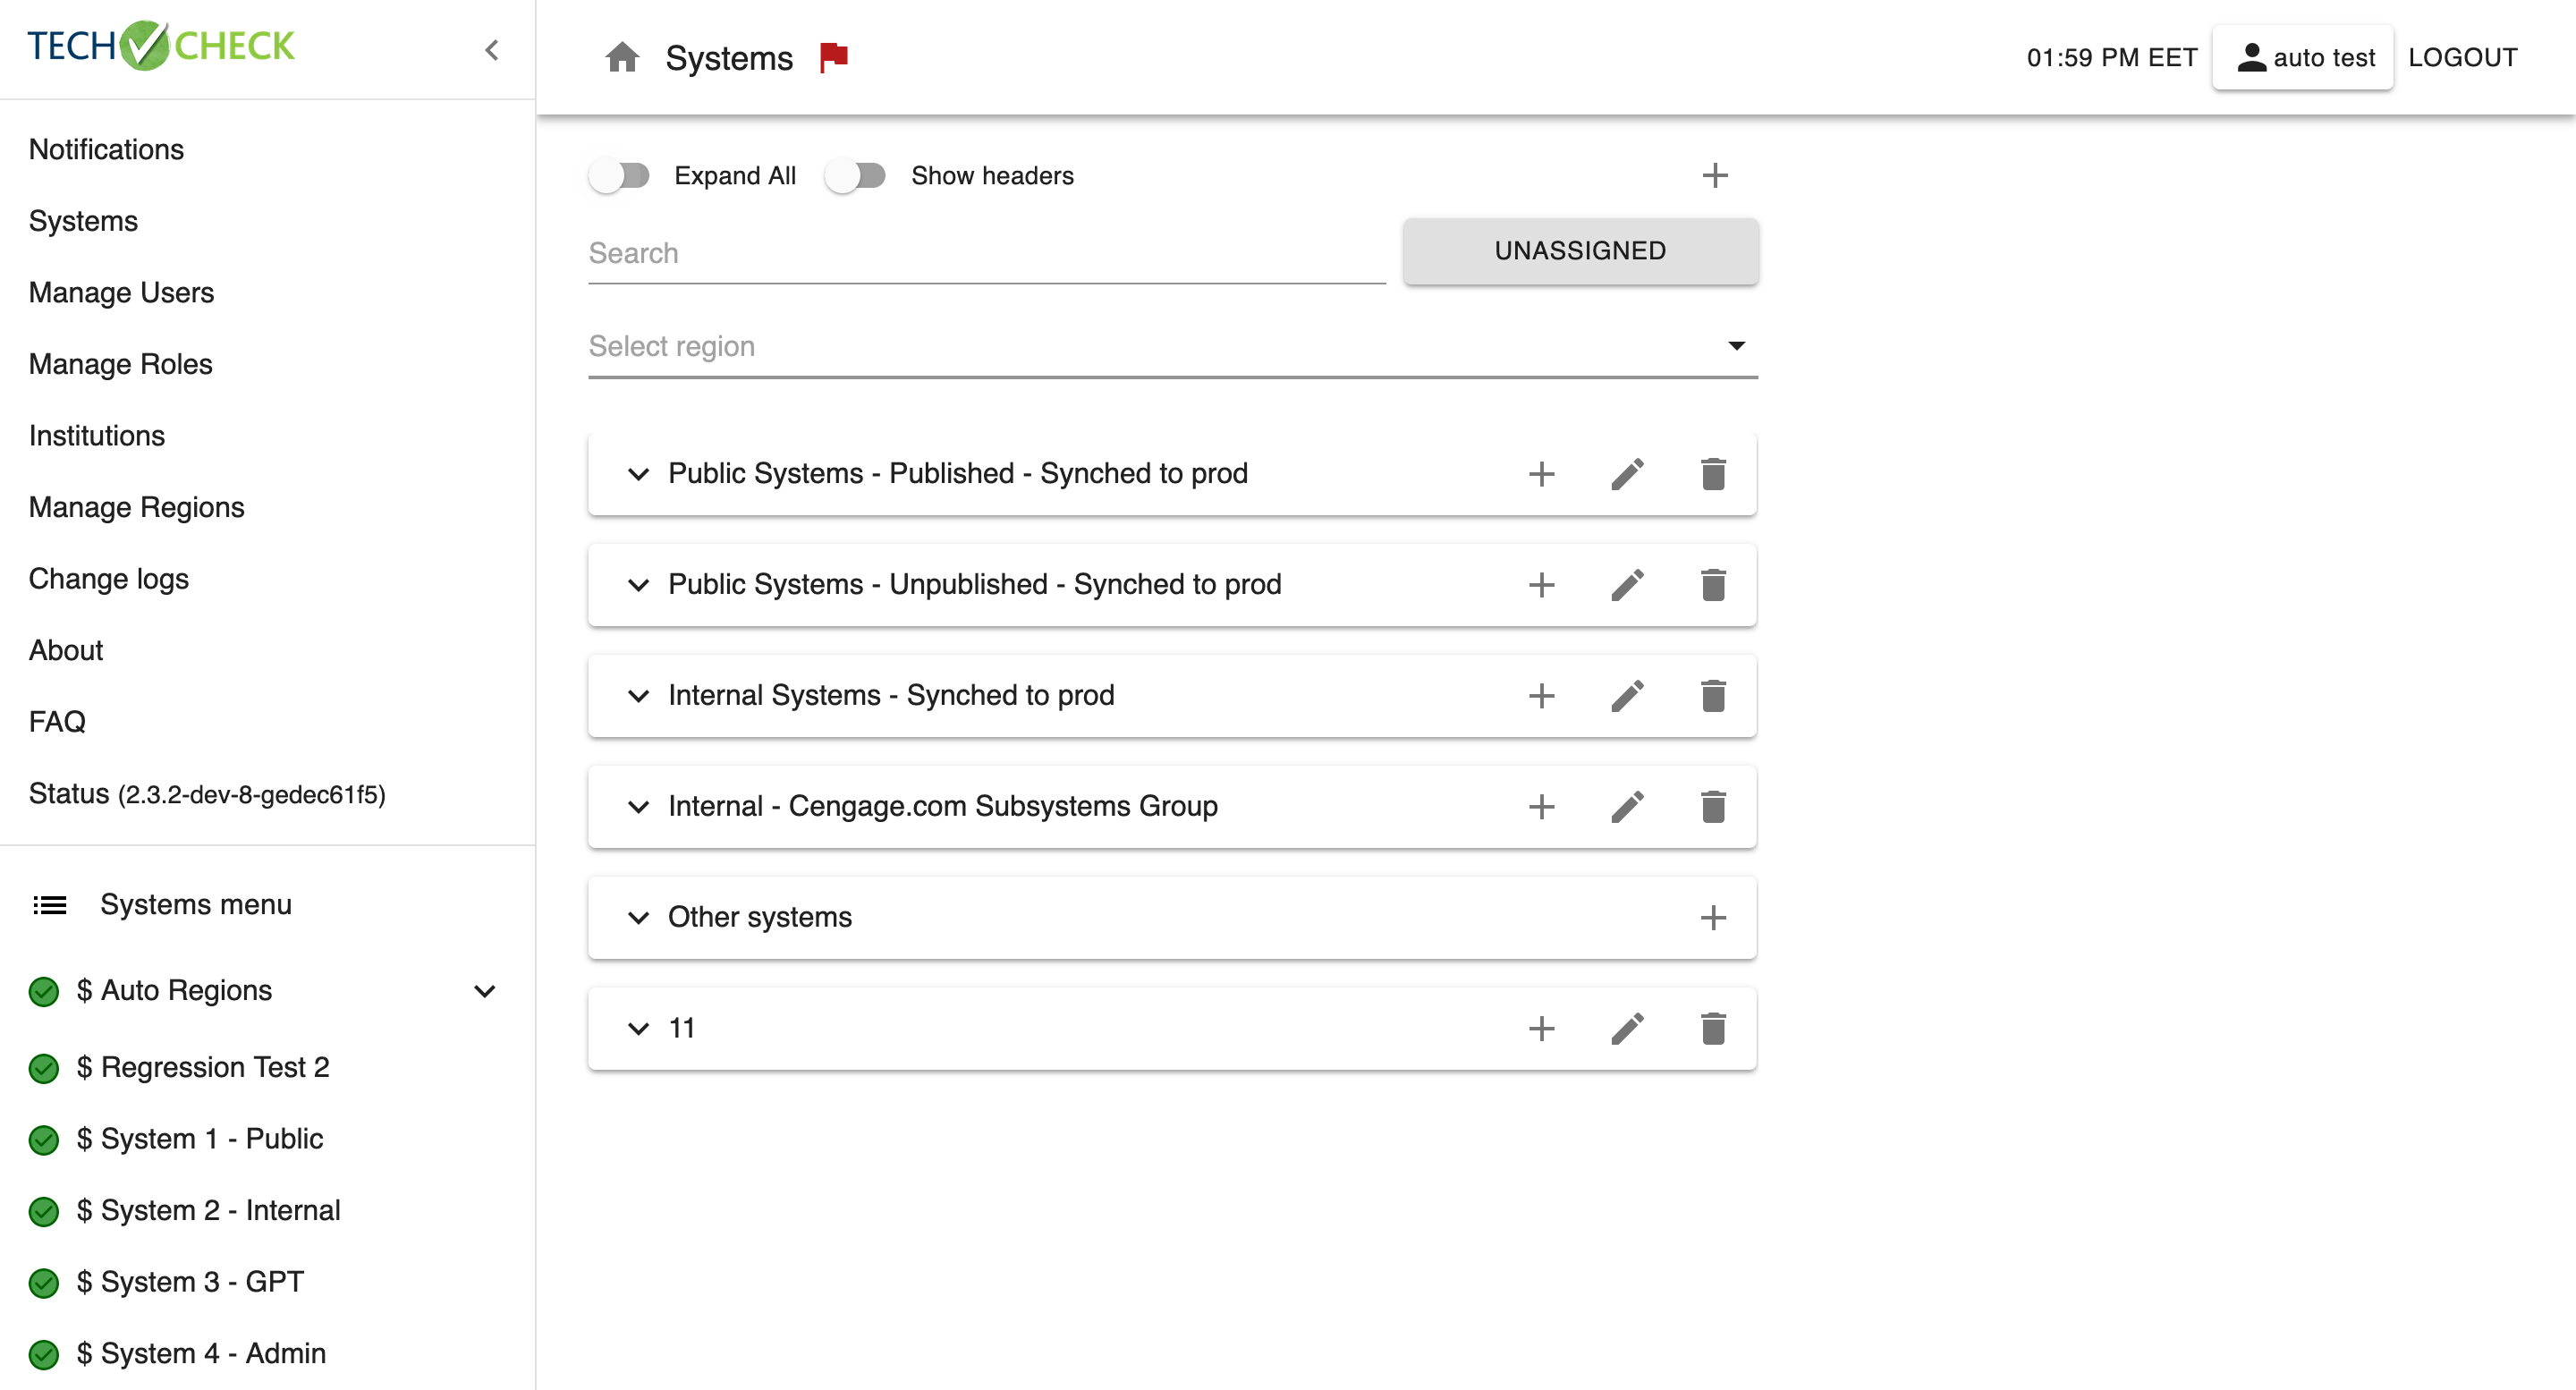 TECH CHECK
Systems
01:59 PM EET
auto test
LOGOUT
Notifications
Systems
Manage Users
Manage Roles
Institutions
Manage Regions
Change logs
About
FAQ
Status (2.3.2-dev-8-gedec61f5)
Systems menu
$ Auto Regions
$ Regression Test 2
$ System 1 - Public
$ System 2 - Internal
$ System 3 - GPT
$ System 4 - Admin
Expand All
Show headers
Search
UNASSIGNED
Select region
Public Systems - Published - Synched to prod
Public Systems - Unpublished - Synched to prod
Internal Systems - Synched to prod
Internal - Cengage.com Subsystems Group
Other systems
11